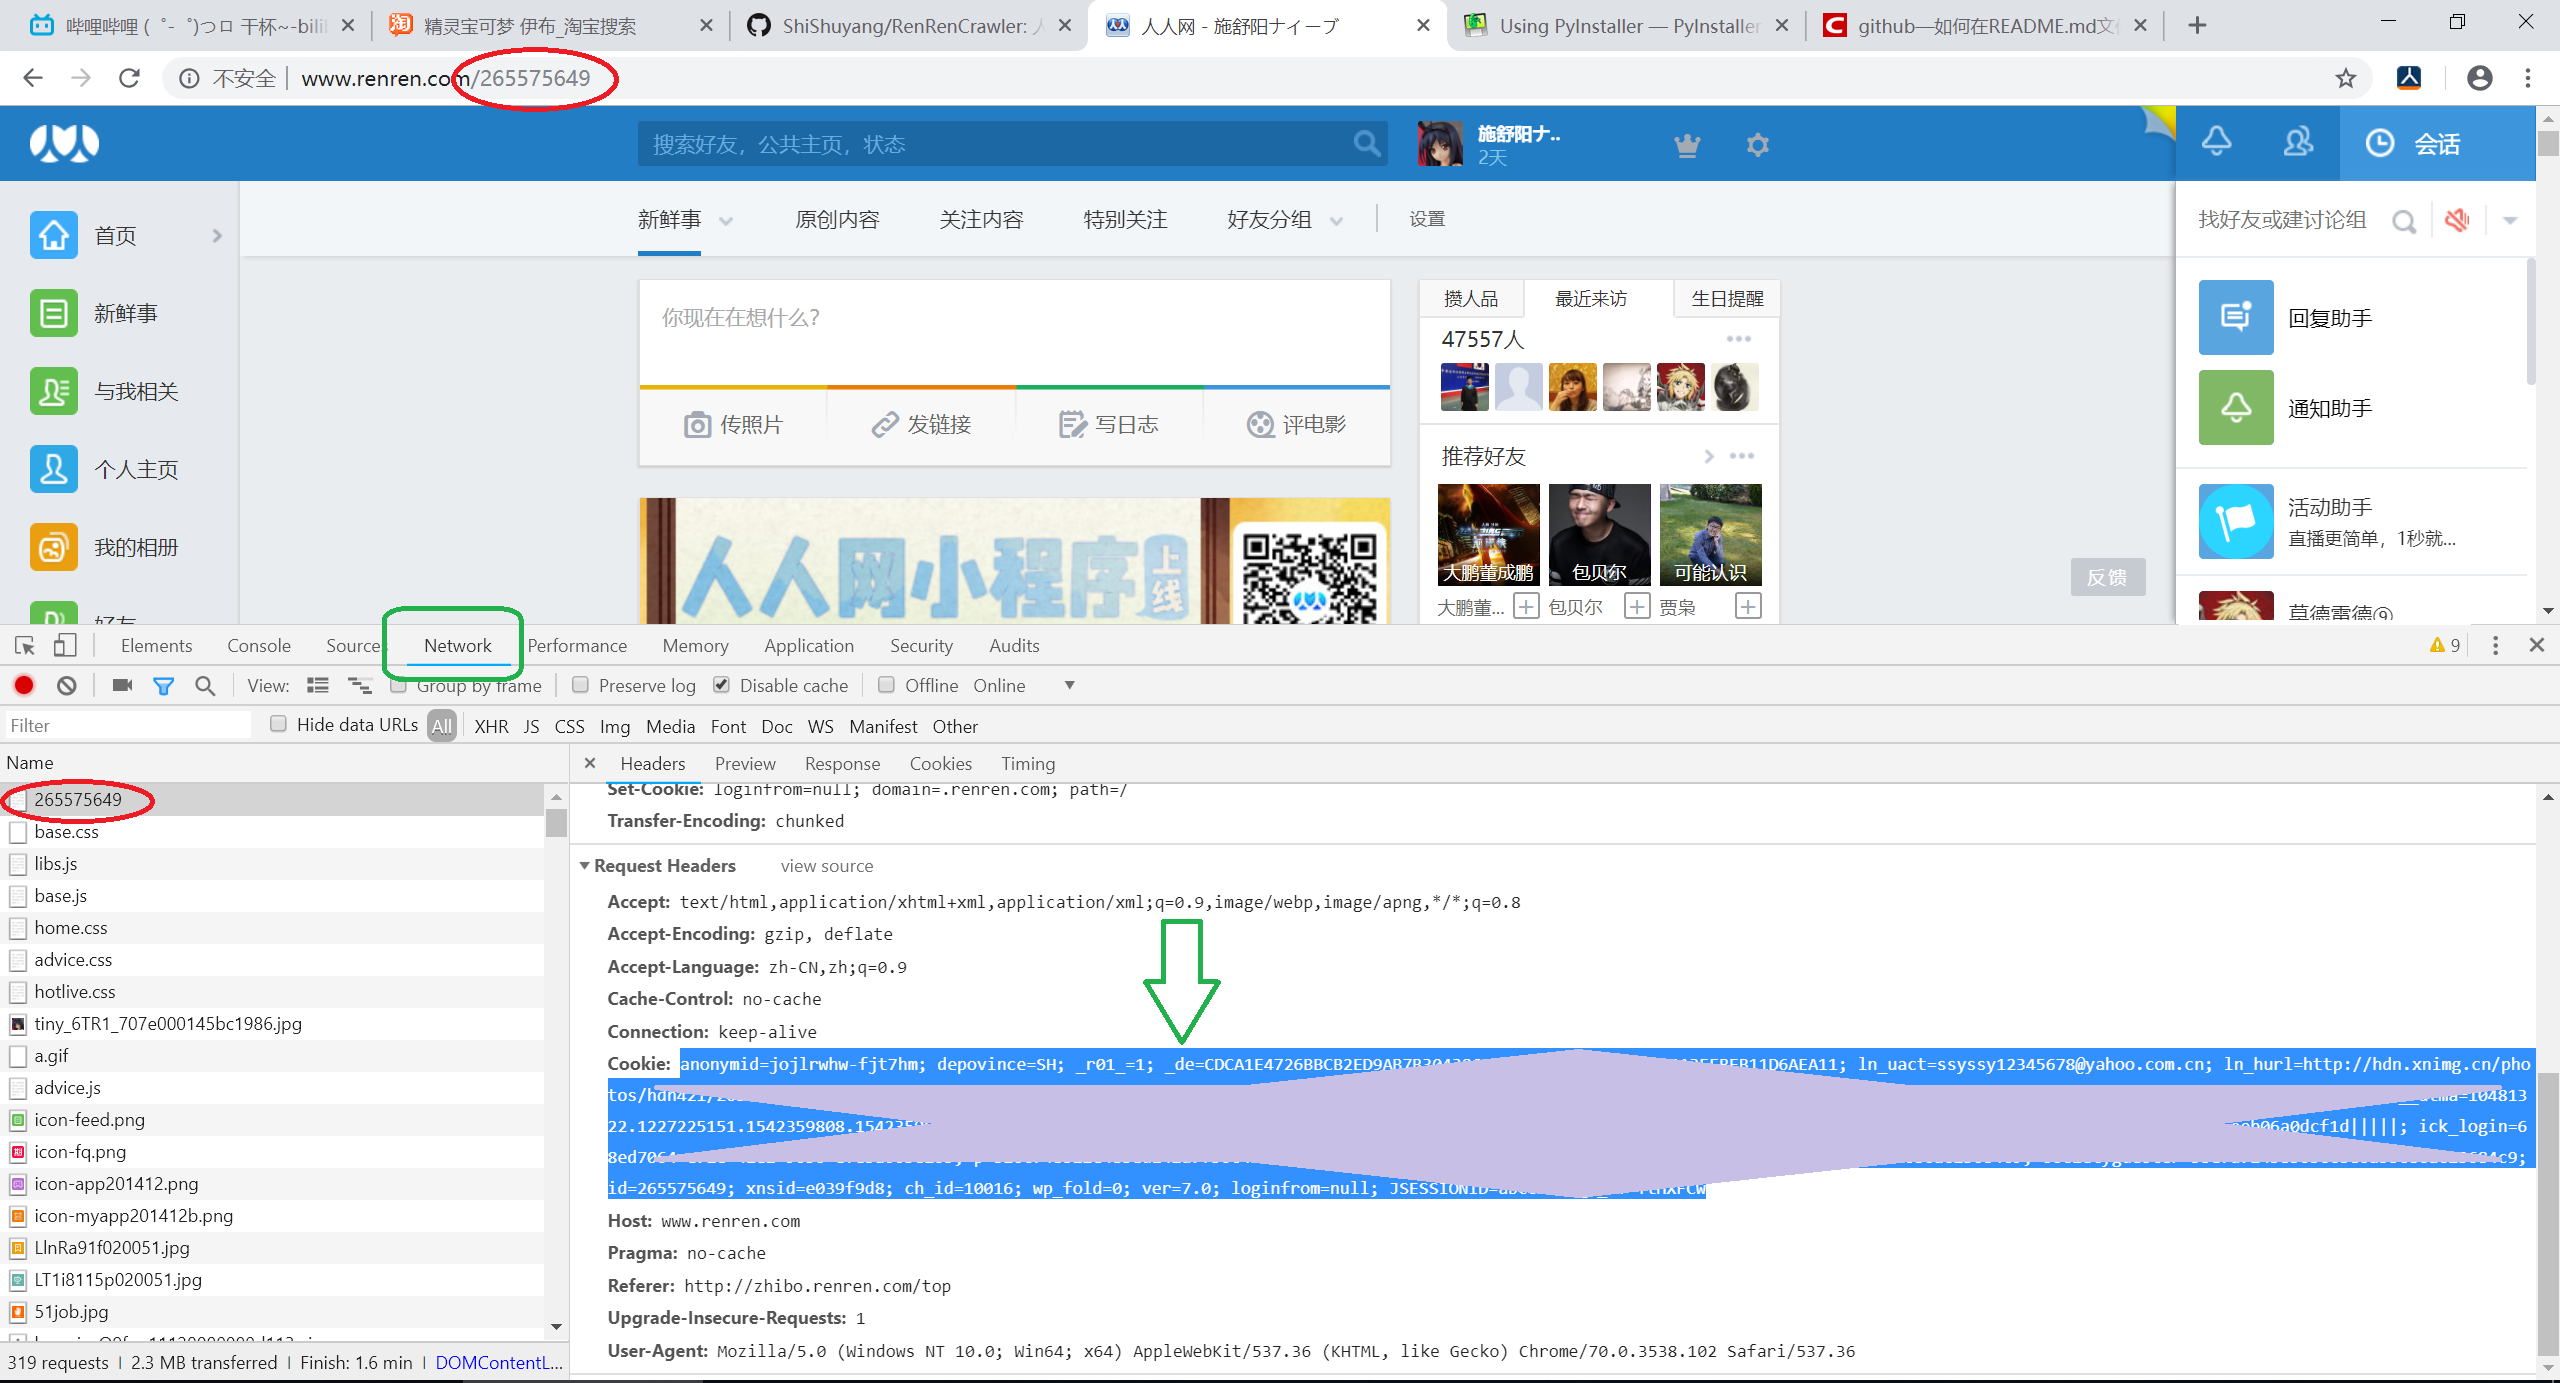 哔哩哔哩 ( ゜- ゜)つロ 干杯~-bili
精灵宝可梦 伊布_淘宝搜索
ShiShuyang/RenRenCrawler: 人
人人网 - 施舒阳ナイーブ
Using PyInstaller — PyInstaller
github—如何在README.md文
不安全 www.renren.com/265575649
搜索好友，公共主页，状态
施舒阳ナ..
2天
会话
首页
新鲜事
与我相关
个人主页
我的相册
好友
新鲜事 原创内容 关注内容 特别关注 好友分组 设置
你现在在想什么?
传照片 发链接 写日志 评电影
人人网小程序 上线
攒人品 最近来访 生日提醒
47557人
推荐好友
大鹏董成鹏 包贝尔 可能认识
大鹏董... 包贝尔 贾枭
找好友或建讨论组
回复助手
通知助手
活动助手
直播更简单，1秒就...
莫德雷德⑨
反馈
Elements Console Source Network Performance Memory Application Security Audits 9
View: Group by frame Preserve log Disable cache Offline Online
Filter Hide data URLs All XHR JS CSS Img Media Font Doc WS Manifest Other
Name
265575649
base.css
libs.js
base.js
home.css
advice.css
hotlive.css
tiny_6TR1_707e000145bc1986.jpg
a.gif
advice.js
icon-feed.png
icon-fq.png
icon-app201412.png
icon-myapp201412b.png
LlnRa91f020051.jpg
LT1i8115p020051.jpg
51job.jpg
319 requests | 2.3 MB transferred | Finish: 1.6 min | DOMContentL...
Headers Preview Response Cookies Timing
Set-Cookie: loginfrom=null; domain=.renren.com; path=/
Transfer-Encoding: chunked
Request Headers view source
Accept: text/html,application/xhtml+xml,application/xml;q=0.9,image/webp,image/apng,*/*;q=0.8
Accept-Encoding: gzip, deflate
Accept-Language: zh-CN,zh;q=0.9
Cache-Control: no-cache
Connection: keep-alive
Cookie: anonymid=jojlrwhw-fjt7hm; depovince=SH; _r01_=1; ln_uact=ssyssy12345678@yahoo.com.cn; ln_hurl=http://hdn.xnimg.cn/pho
ick_login=6
id=265575649; xnsid=e039f9d8; ch_id=10016; wp_fold=0; ver=7.0; loginfrom=null;
Host: www.renren.com
Pragma: no-cache
Referer: http://zhibo.renren.com/top
Upgrade-Insecure-Requests: 1
User-Agent: Mozilla/5.0 (Windows NT 10.0; Win64; x64) AppleWebKit/537.36 (KHTML, like Gecko) Chrome/70.0.3538.102 Safari/537.36